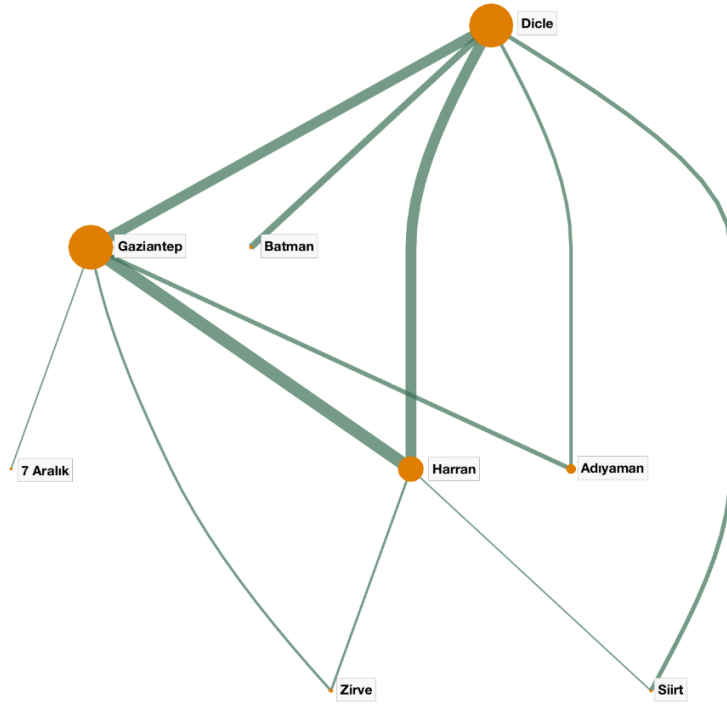 Dicle
Gaziantep
Batman
7 Aralık
Harran
Adıyaman
Zirve
Siirt